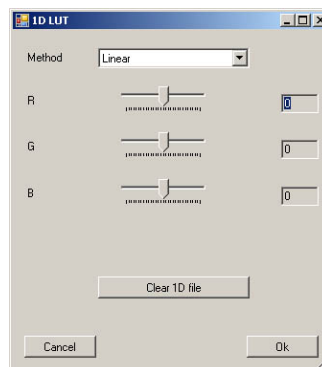 1D LUT
Method Linear
R 0
G 0
B 0
Clear 1D file
Cancel Ok